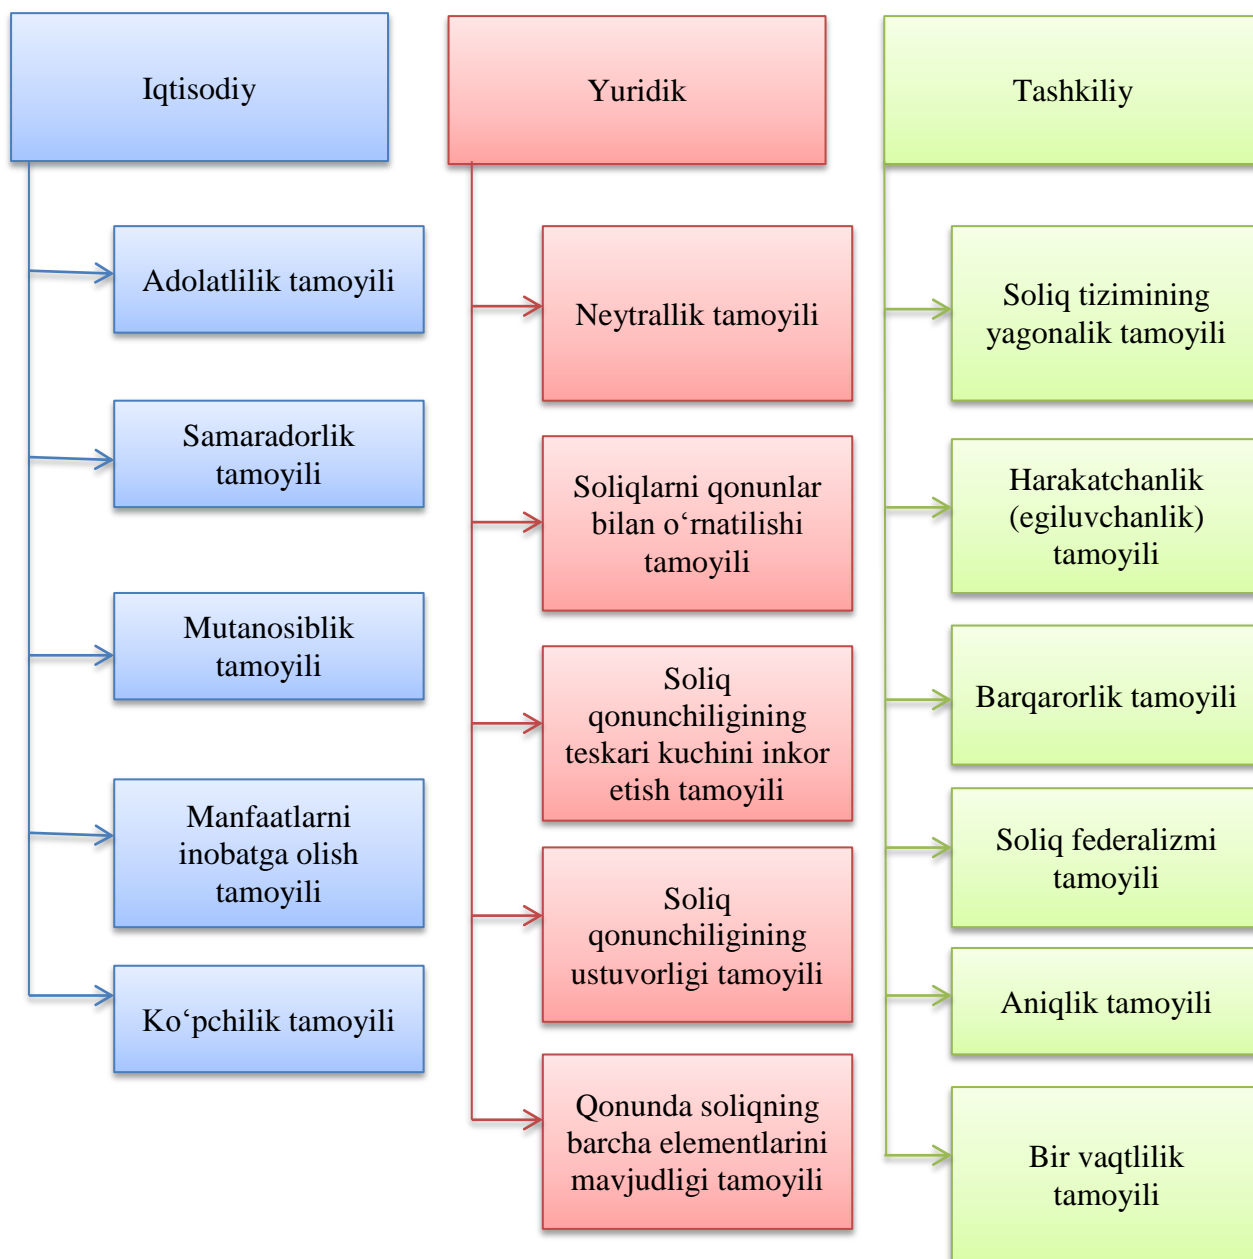 Iqtisodiy
Adolatlilik tamoyili
Samaradorlik
tamoyili
Mutanosiblik
tamoyili
Manfaatlarni
inobatga olish
tamoyili
Ko‘pchilik tamoyili
Yuridik
Neytrallik tamoyili
Soliqlarni qonunlar
bilan o‘rnatilishi
tamoyili
Soliq
qonunchiligining
teskari kuchini inkor
etish tamoyili
Soliq
qonunchiligining
ustuvorligi tamoyili
Qonunda soliqning
barcha elementlarini
mavjudligi tamoyili
Tashkiliy
Soliq tizimining
yagonalik tamoyili
Harakatchanlik
(egiluvchanlik)
tamoyili
Barqarorlik tamoyili
Soliq federalizmi
tamoyili
Aniqlik tamoyili
Bir vaqtlilik
tamoyili